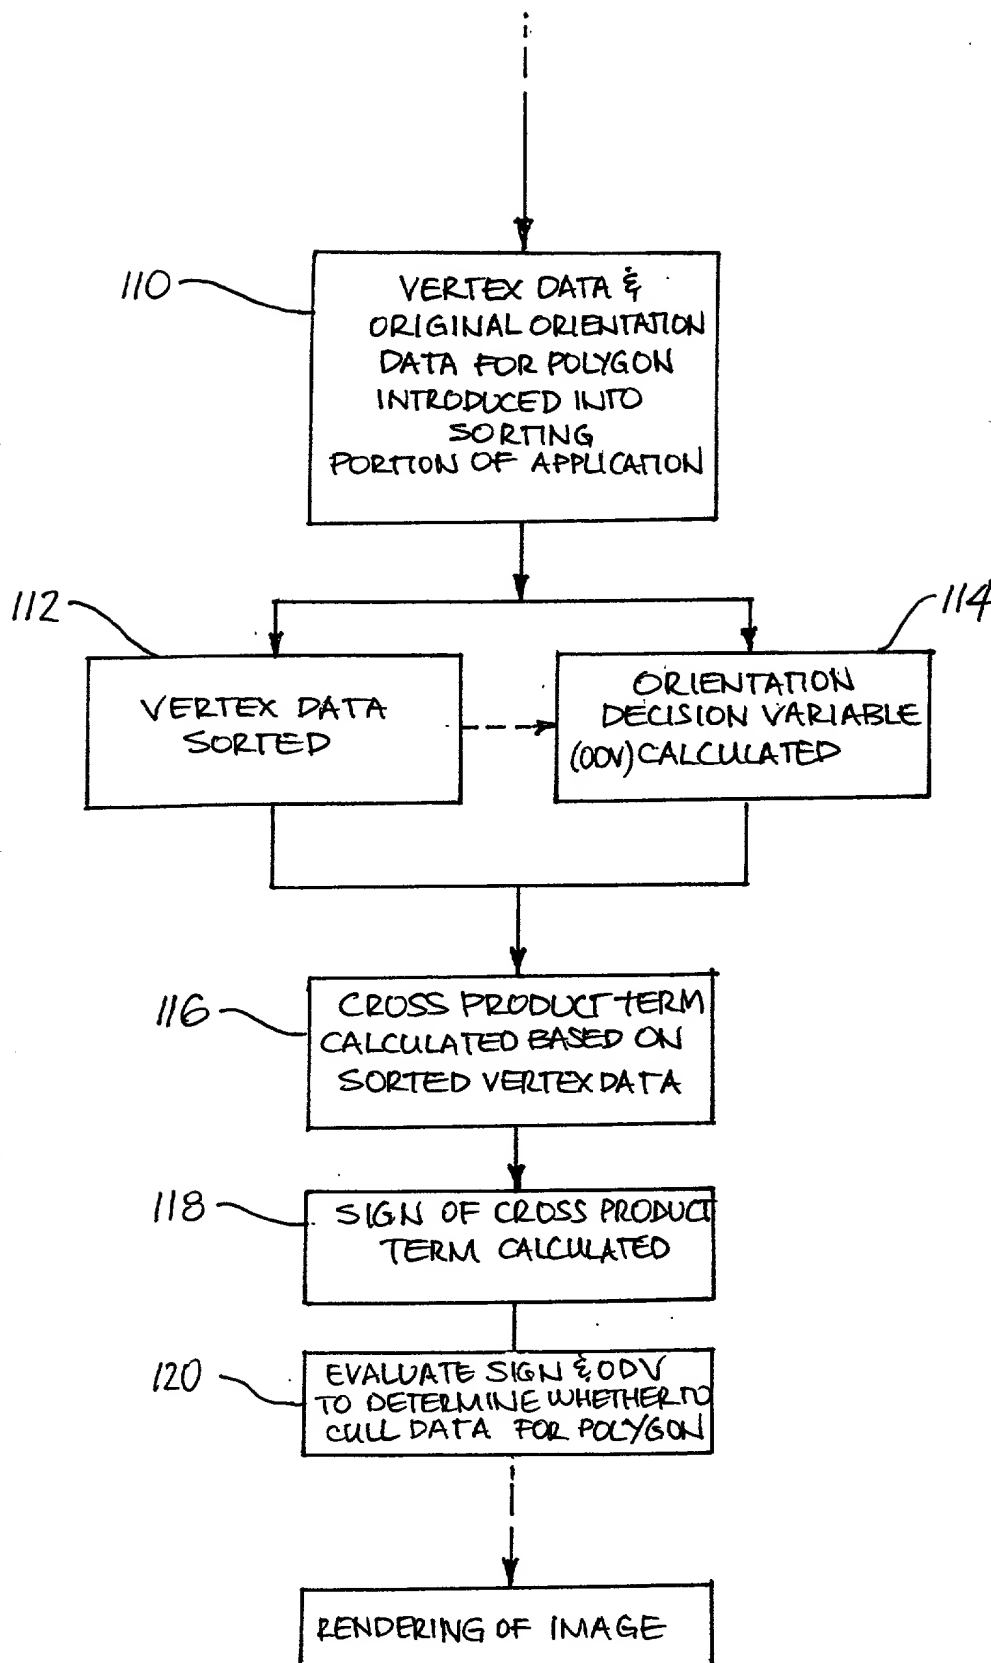 110
VERTEX DATA &
ORIGINAL ORIENTATION
DATA FOR POLYGON
INTRODUCED INTO
SORTING
PORTION OF APPLICATION
112
VERTEX DATA
SORTED
114
ORIENTATION
DECISION VARIABLE
(ODV) CALCULATED
116
CROSS PRODUCT TERM
CALCULATED BASED ON
SORTED VERTEX DATA
118
SIGN OF CROSS PRODUCT
TERM CALCULATED
120
EVALUATE SIGN & ODV
TO DETERMINE WHETHER TO
CULL DATA FOR POLYGON
RENDERING OF IMAGE